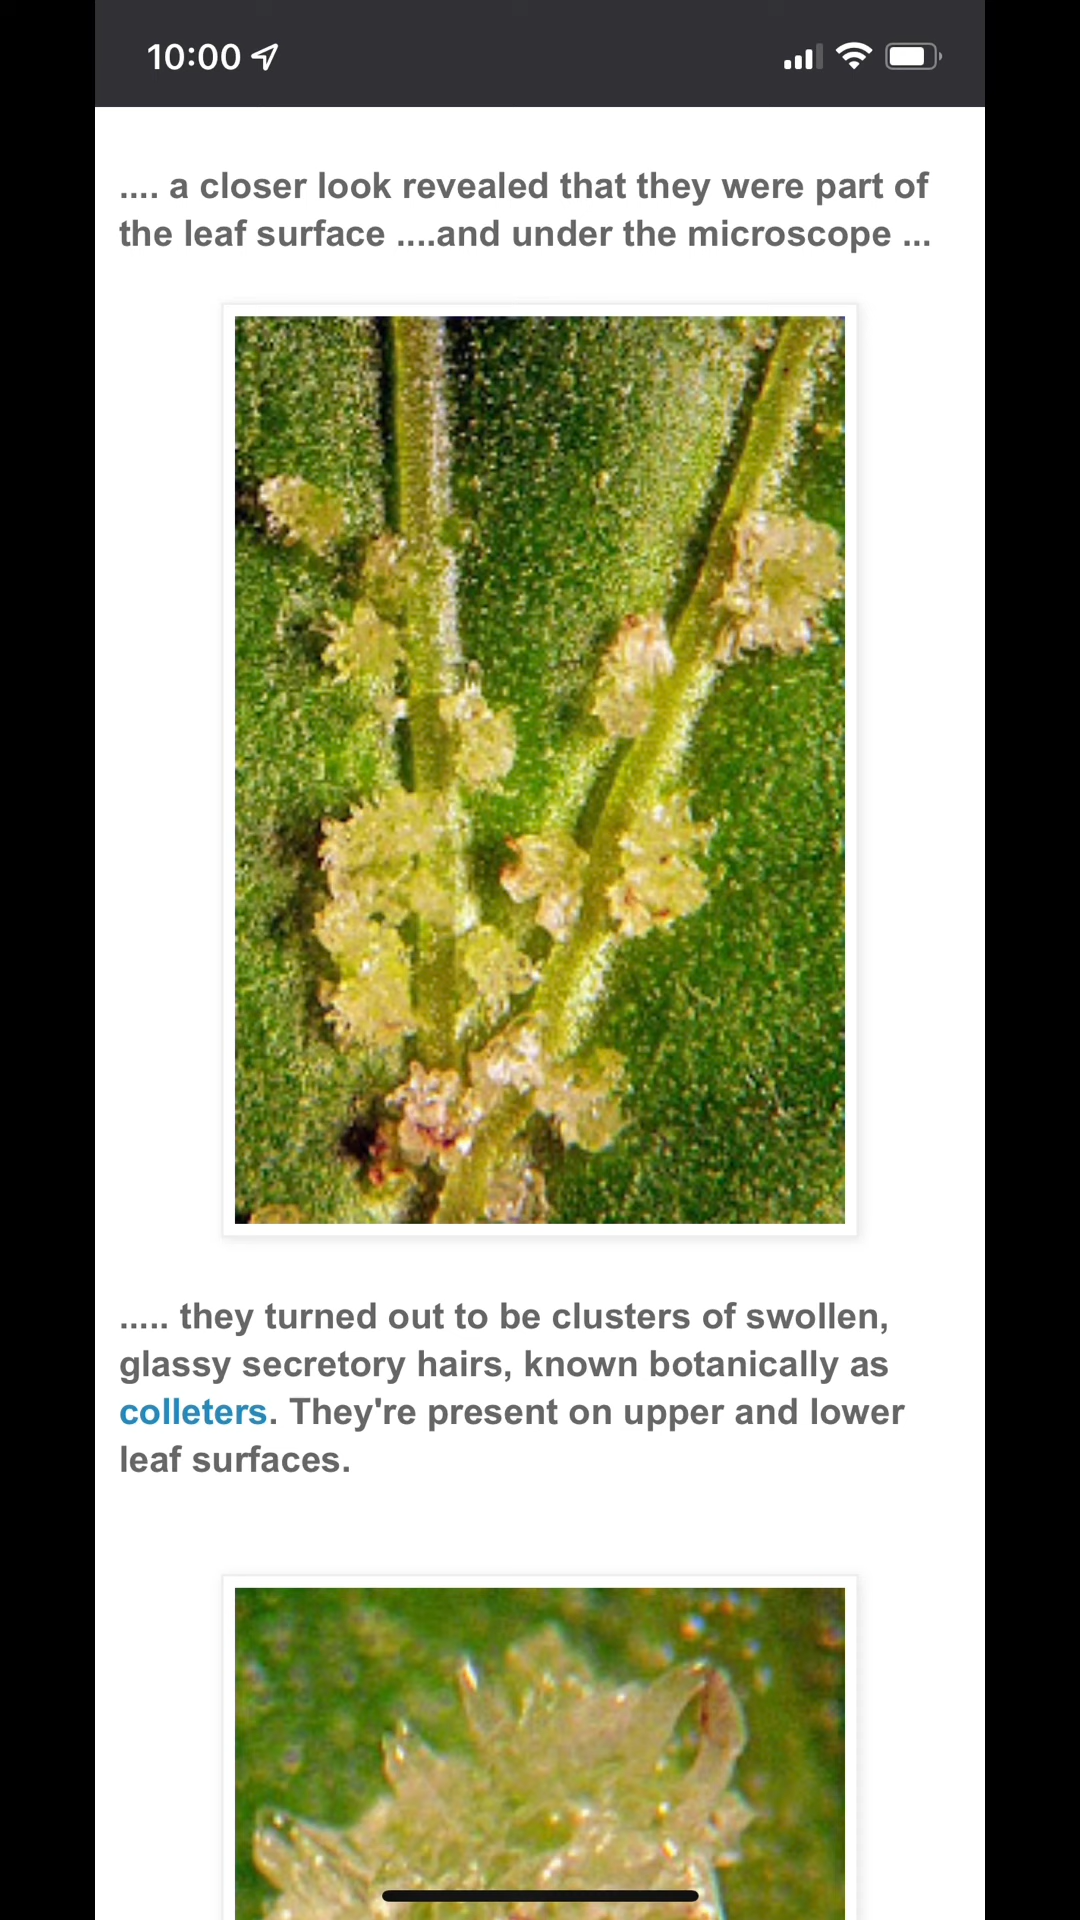 10:00
.... a closer look revealed that they were part of
the leaf surface ....and under the microscope ...
..... they turned out to be clusters of swollen,
glassy secretory hairs, known botanically as
colleters. They're present on upper and lower
leaf surfaces.